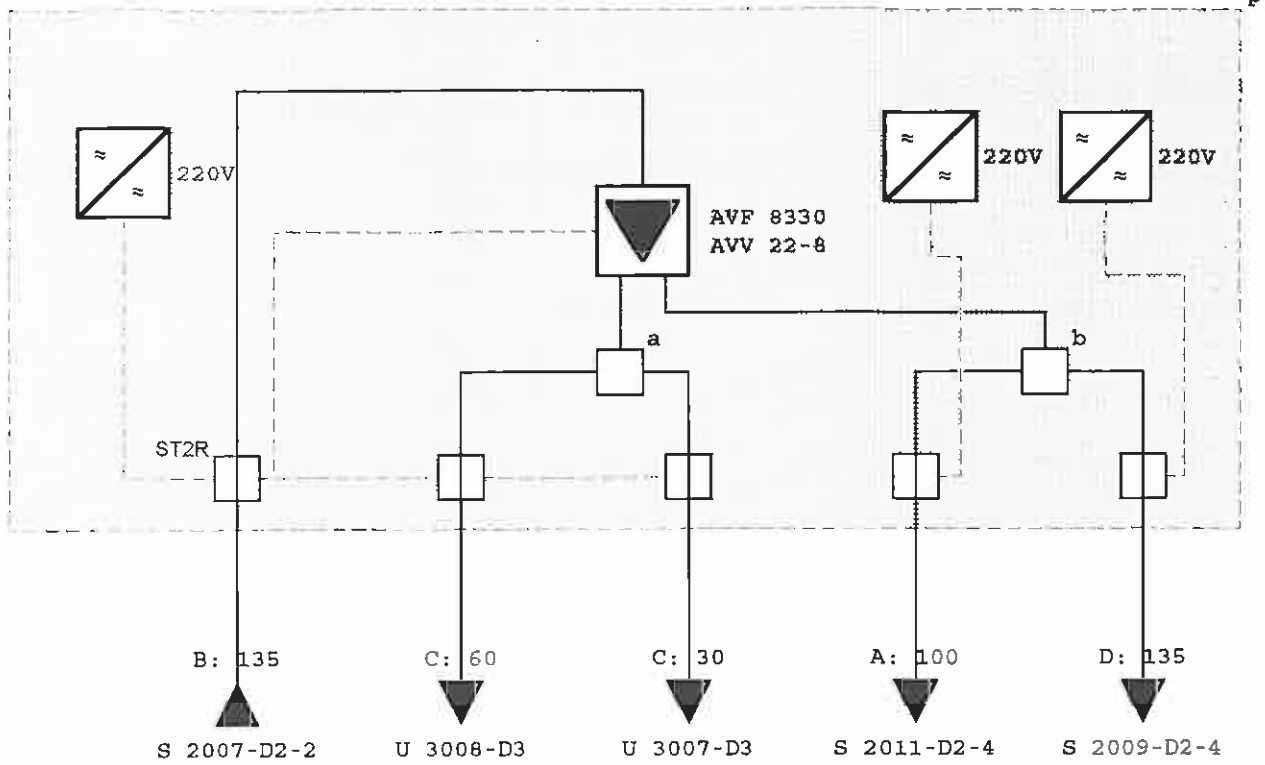 220V
220V
220V
AVF 8330
AVV 22-8
a
b
ST2R
B: 135
C: 60
C: 30
A: 100
D: 135
S 2007-D2-2
U 3008-D3
U 3007-D3
S 2011-D2-4
S 2009-D2-4